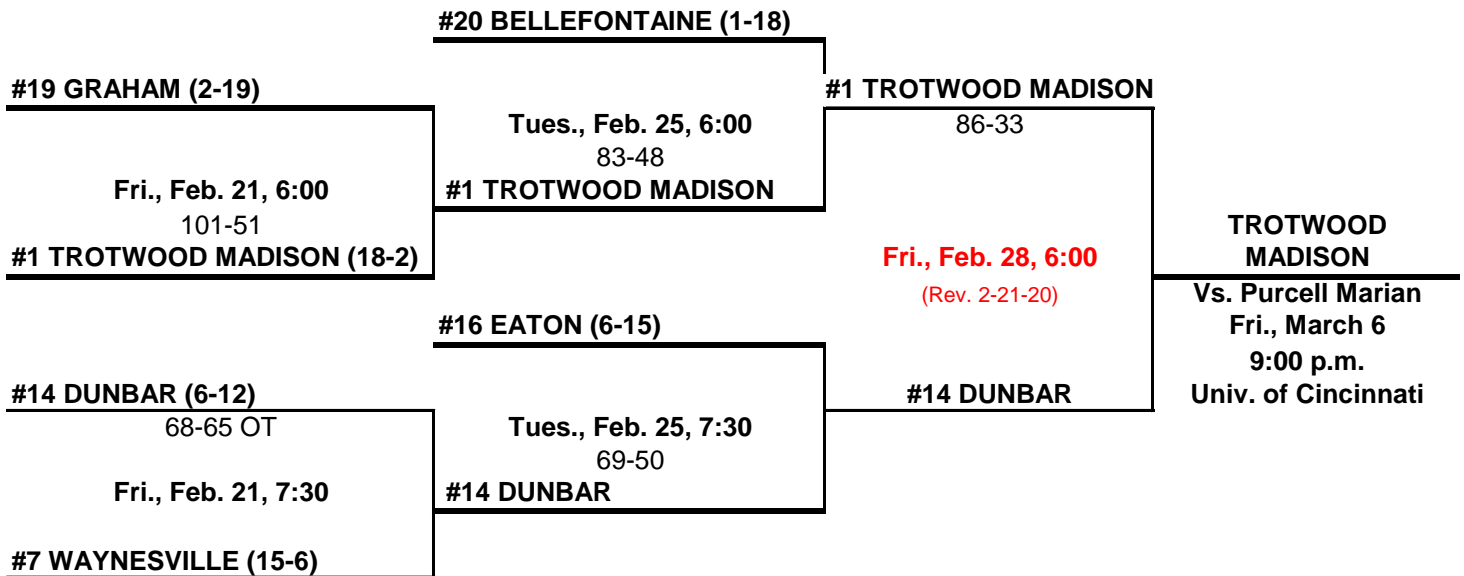 #20 BELLEFONTAINE (1-18)
#19 GRAHAM (2-19)
#1 TROTWOOD MADISON
Tues., Feb. 25, 6:00
86-33
83-48
Fri., Feb. 21, 6:00
#1 TROTWOOD MADISON
101-51
TROTWOOD
#1 TROTWOOD MADISON (18-2)
Fri., Feb. 28, 6:00
MADISON
(Rev. 2-21-20)
Vs. Purcell Marian
#16 EATON (6-15)
Fri., March 6
9:00 p.m.
#14 DUNBAR (6-12)
#14 DUNBAR
Univ. of Cincinnati
68-65 OT
Tues., Feb. 25, 7:30
69-50
Fri., Feb. 21, 7:30
#14 DUNBAR
#7 WAYNESVILLE (15-6)